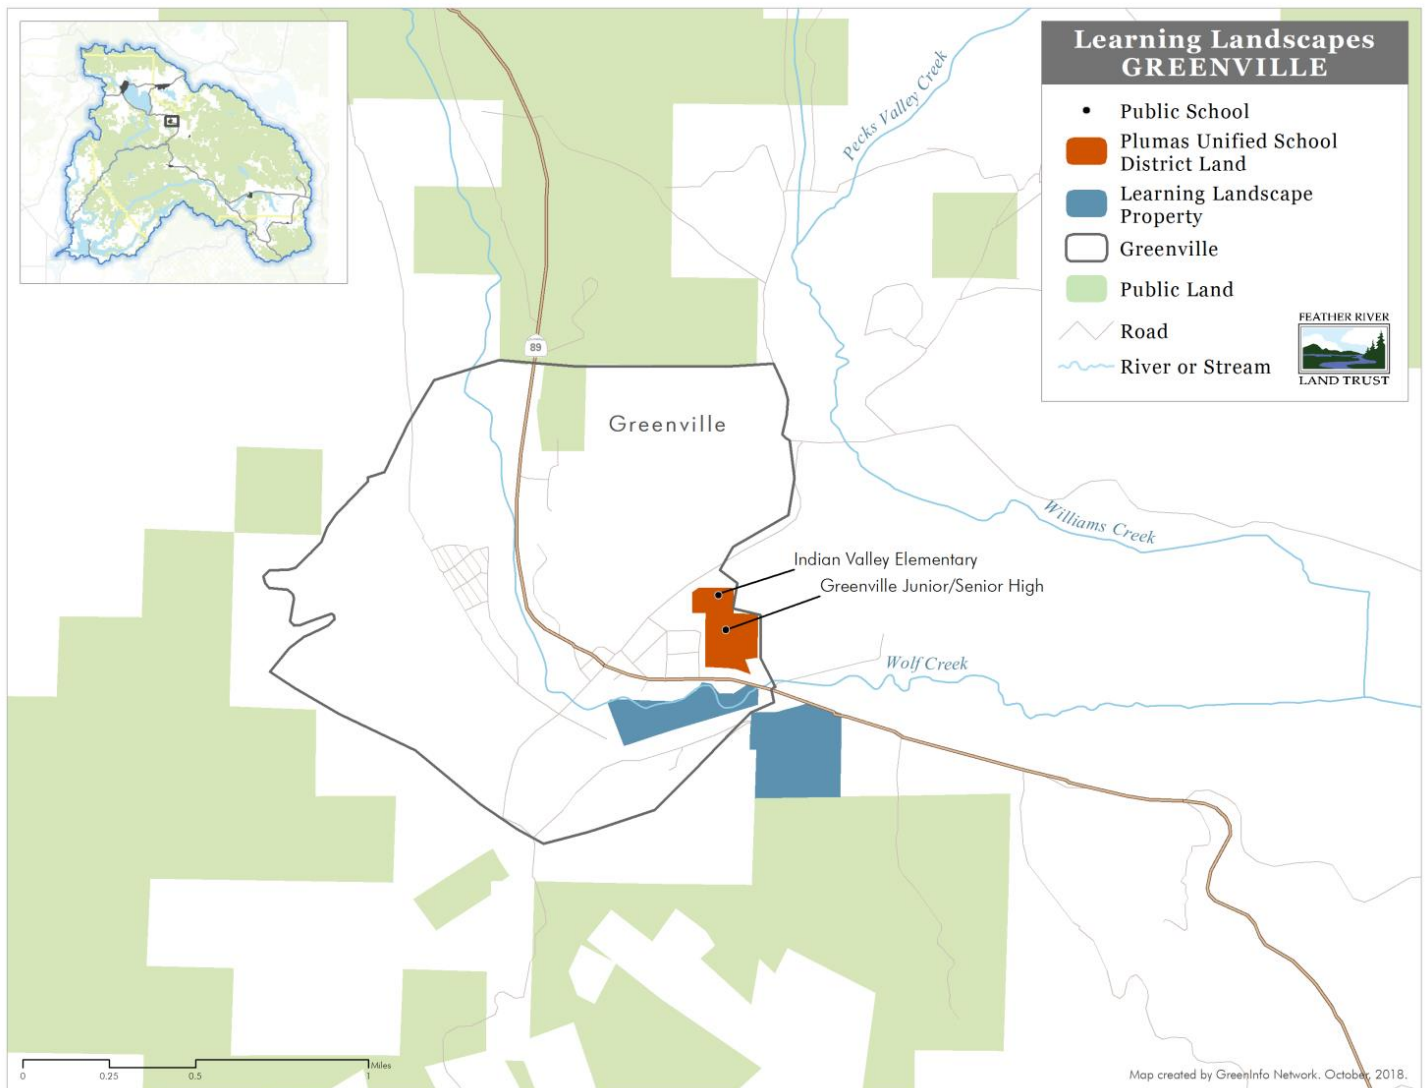 Learning Landscapes
GREENVILLE
Public School
Plumas Unified School
District Land
Learning Landscape
Property
Greenville
Public Land
Road
River or Stream
FEATHER RIVER
LAND TRUST
Pecks Valley Creek
89
Greenville
Williams Creek
Indian Valley Elementary
Greenville Junior/Senior High
Wolf Creek
0 0.25 0.5 1 Miles
Map created by GreenInfo Network. October, 2018.